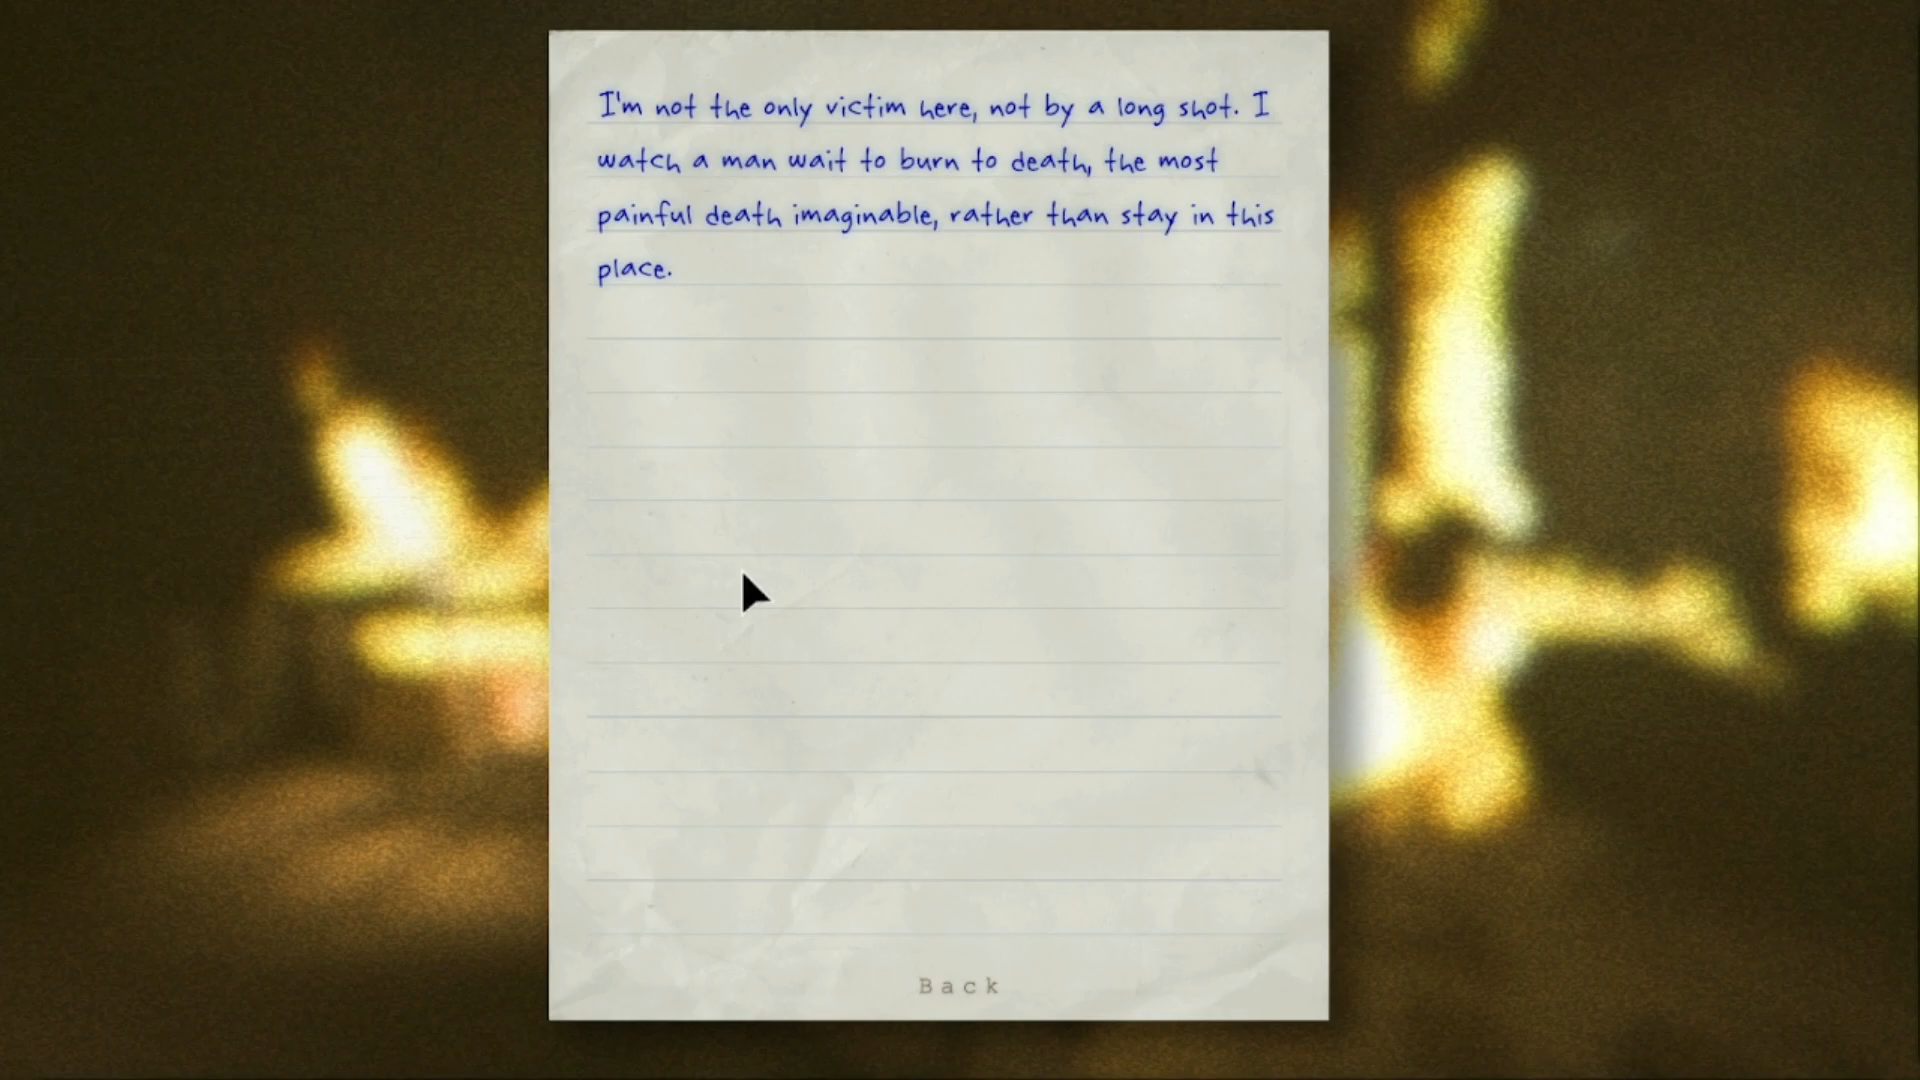 I'm not the only victim here, not by a long shot. I
watch a man wait to burn to death, the most
painful death imaginable, rather than stay in this
place.
Back